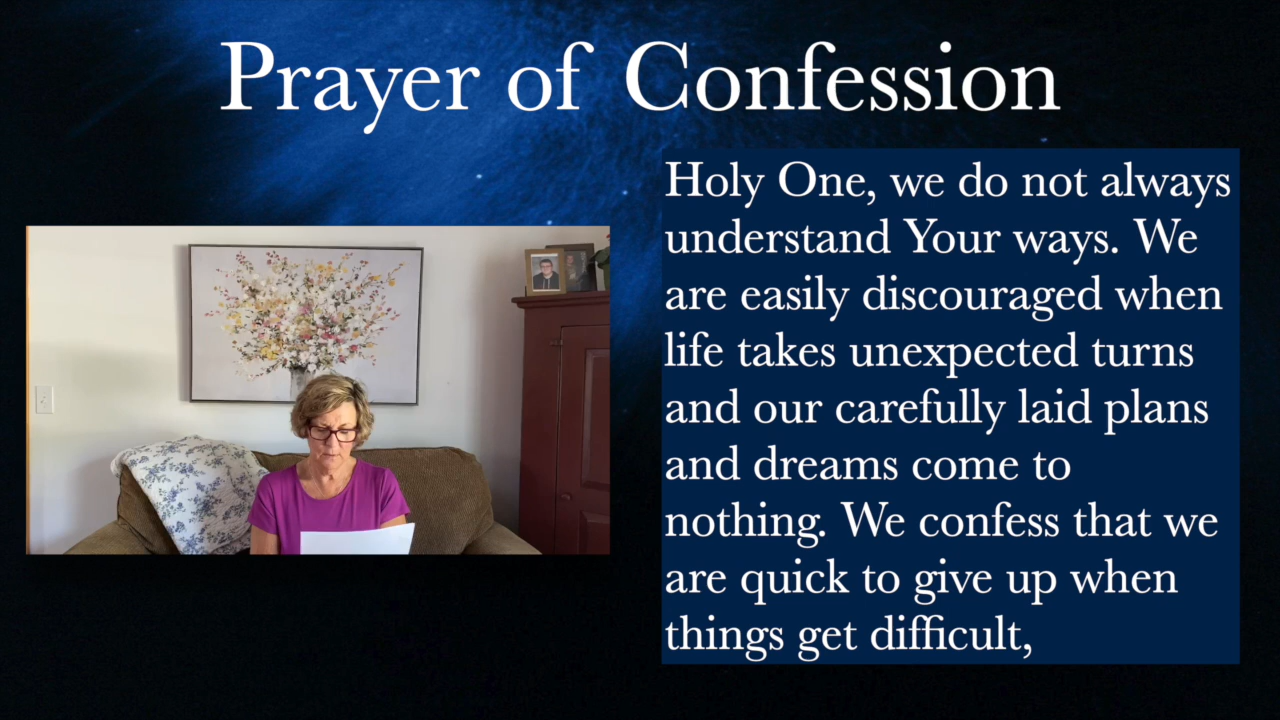 Prayer of Confession
Holy One, we do not always
understand Your ways. We
are easily discouraged when
life takes unexpected turns
and our carefully laid plans
and dreams come to
nothing. We confess that we
are quick to give up when
things get difficult,